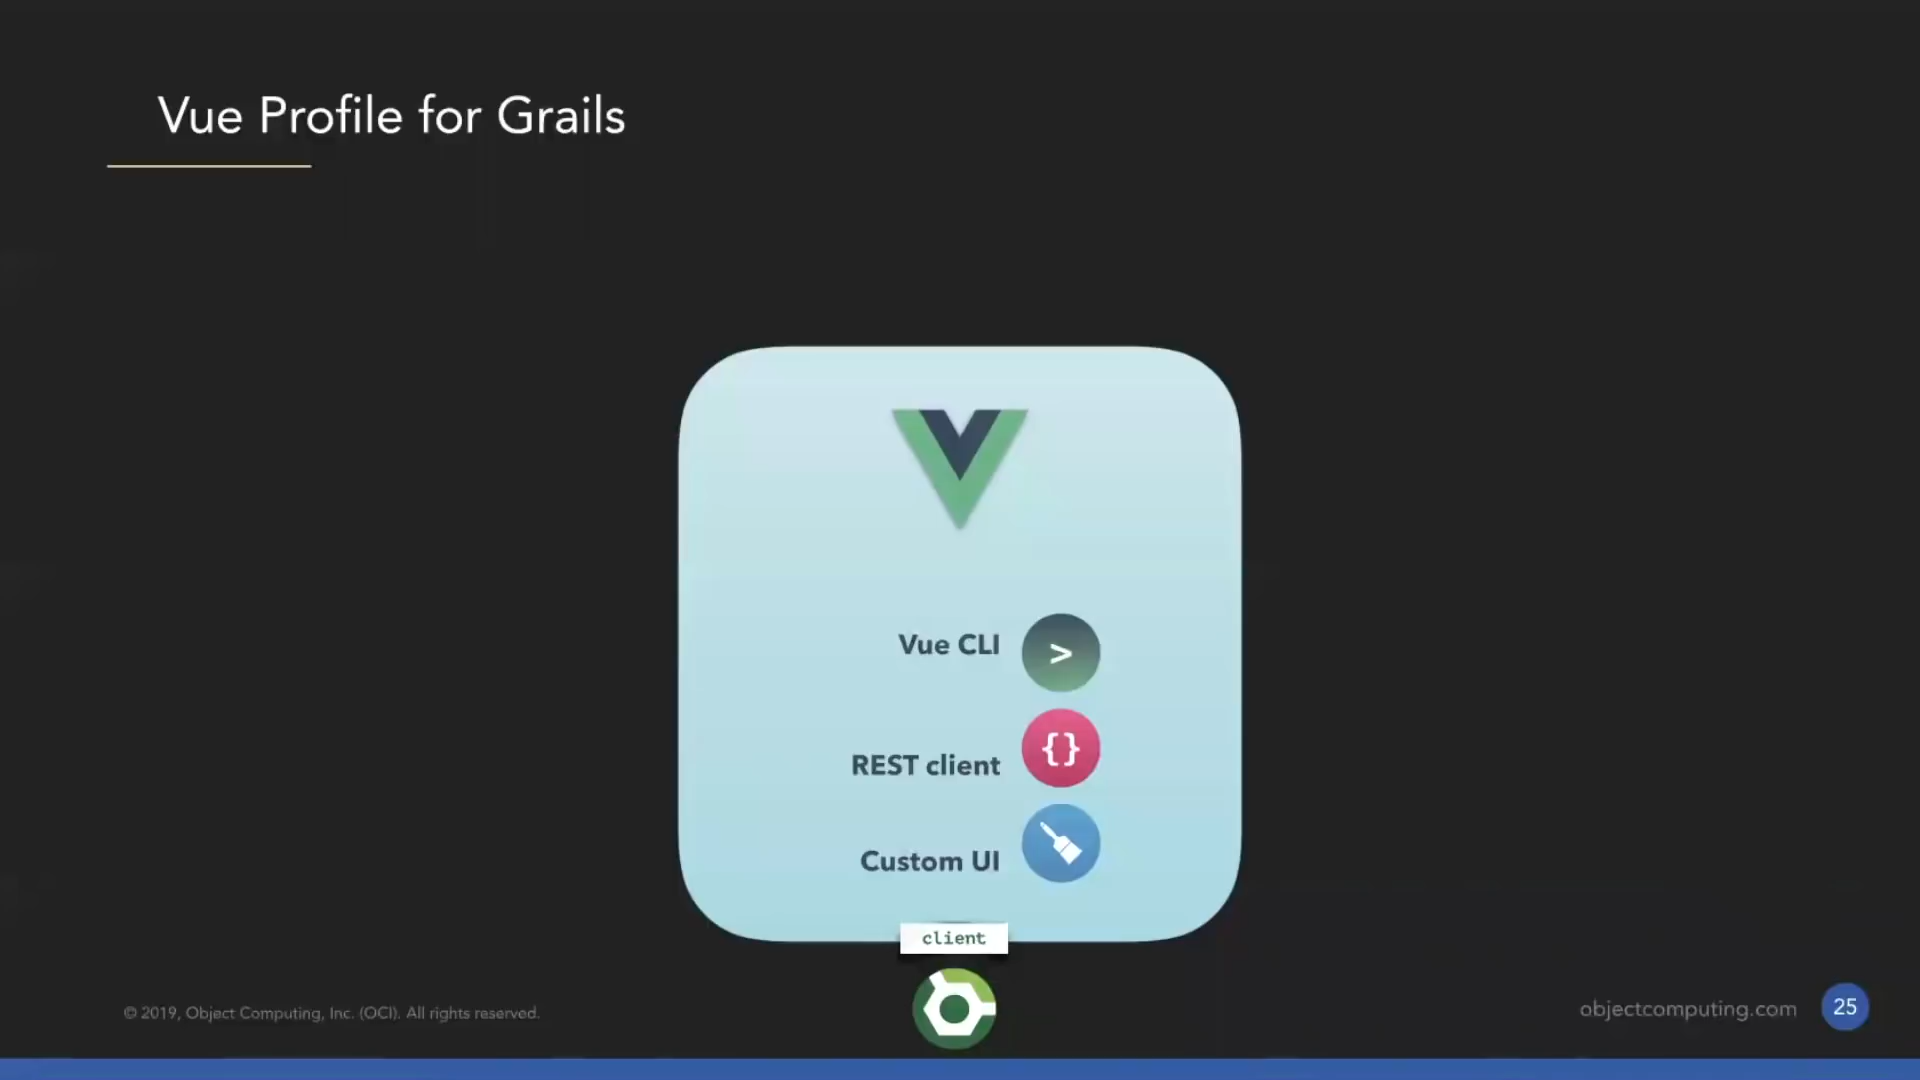 Vue Profile for Grails
Vue CLI
>
REST client
{}
Custom UI
client
© 2019, Object Computing, Inc. (OCI). All rights reserved.
objectcomputing.com
25